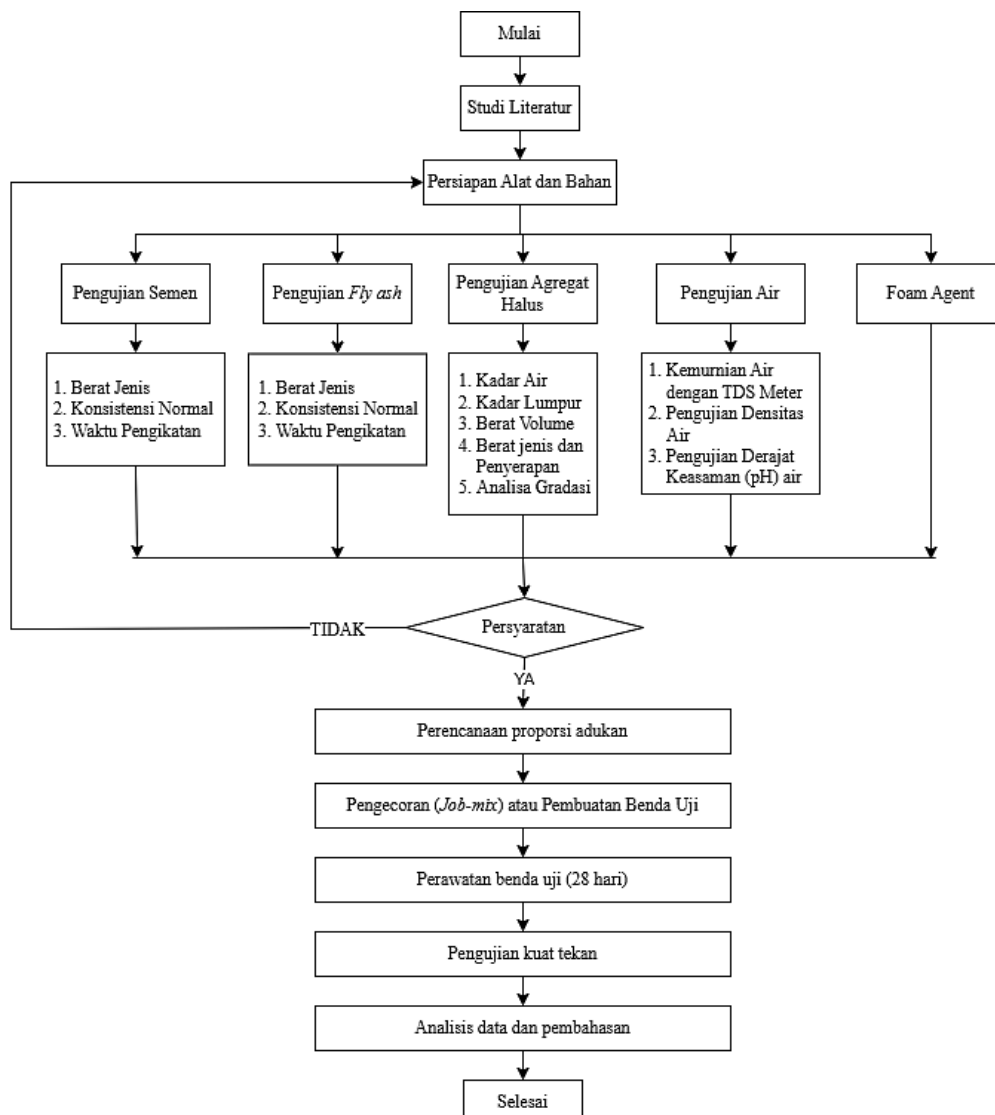 Mulai
Studi Literatur
Persiapan Alat dan Bahan
Pengujian Semen
Pengujian Fly ash
Pengujian Agregat
Halus
Pengujian Air
Foam Agent
1. Berat Jenis
2. Konsistensi Normal
3. Waktu Pengikatan
1. Berat Jenis
2. Konsistensi Normal
3. Waktu Pengikatan
1. Kadar Air
2. Kadar Lumpur
3. Berat Volume
4. Berat jenis dan
Penyerapan
5. Analisa Gradasi
1. Kemurnian Air
dengan TDS Meter
2. Pengujian Densitas
Air
3. Pengujian Derajat
Keasaman (pH) air
Persyaratan
TIDAK
YA
Perencanaan proporsi adukan
Pengecoran (Job-mix) atau Pembuatan Benda Uji
Perawatan benda uji (28 hari)
Pengujian kuat tekan
Analisis data dan pembahasan
Selesai